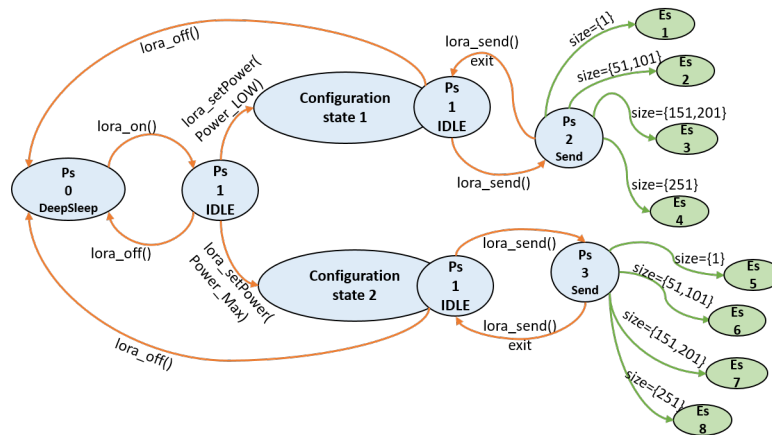 lora_off()
lora_on()
Ps
0
DeepSleep
lora_off()
Ps
1
IDLE
lora_setPower(
Power_LOW)
Configuration
state 1
Ps
1
IDLE
lora_send()
exit
lora_send()
Ps
2
Send
size={1}
Es
1
size={51,101}
Es
2
size={151,201}
Es
3
size={251}
Es
4
lora_setPower(
Power_Max)
Configuration
state 2
Ps
1
IDLE
lora_send()
lora_send()
exit
Ps
3
Send
size={1}
Es
5
size={51,101}
Es
6
size={151,201}
Es
7
size={251}
Es
8
lora_off()